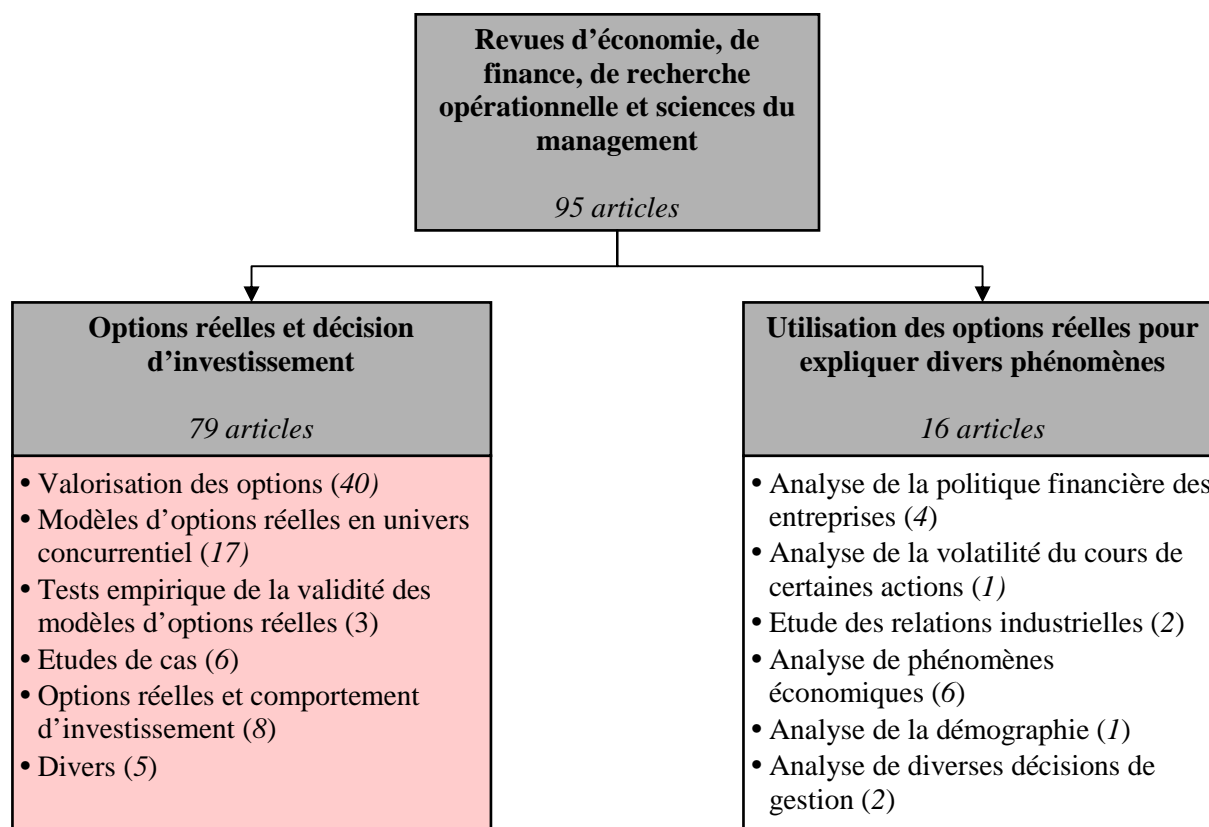 Revues d’économie, de
finance, de recherche
opérationnelle et sciences du
management
95 articles
Options réelles et décision
d’investissement
79 articles
• Valorisation des options (40)
• Modèles d’options réelles en univers
concurrentiel (17)
• Tests empirique de la validité des
modèles d’options réelles (3)
• Etudes de cas (6)
• Options réelles et comportement
d’investissement (8)
• Divers (5)
Utilisation des options réelles pour
expliquer divers phénomènes
16 articles
• Analyse de la politique financière des
entreprises (4)
• Analyse de la volatilité du cours de
certaines actions (1)
• Etude des relations industrielles (2)
• Analyse de phénomènes
économiques (6)
• Analyse de la démographie (1)
• Analyse de diverses décisions de
gestion (2)